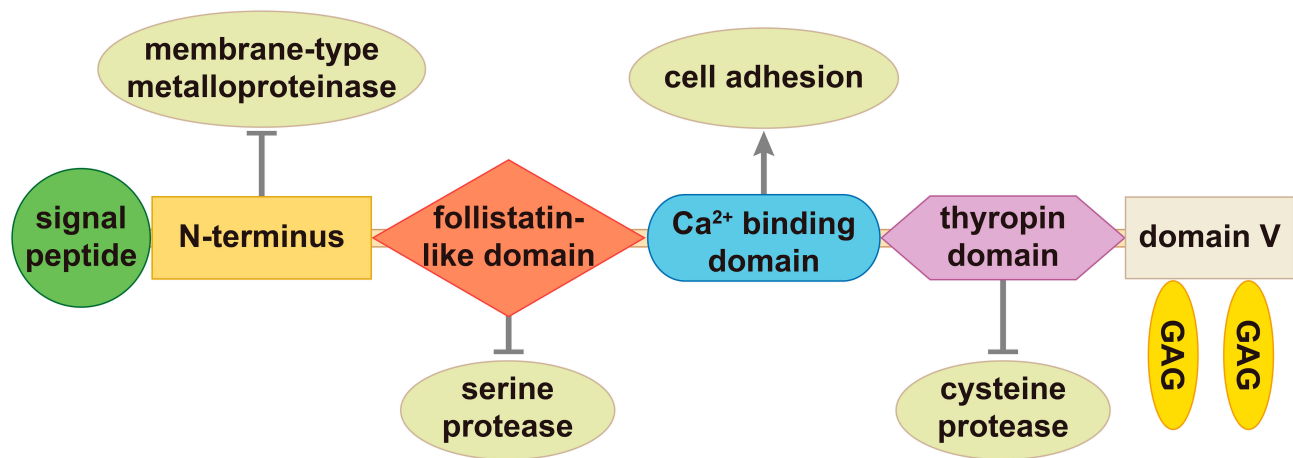 membrane-type
metalloproteinase
cell adhesion
signal
peptide
N-terminus
follistatin-
like domain
Ca²⁺ binding
domain
thyropin
domain
domain V
serine
protease
cysteine
protease
GAG
GAG